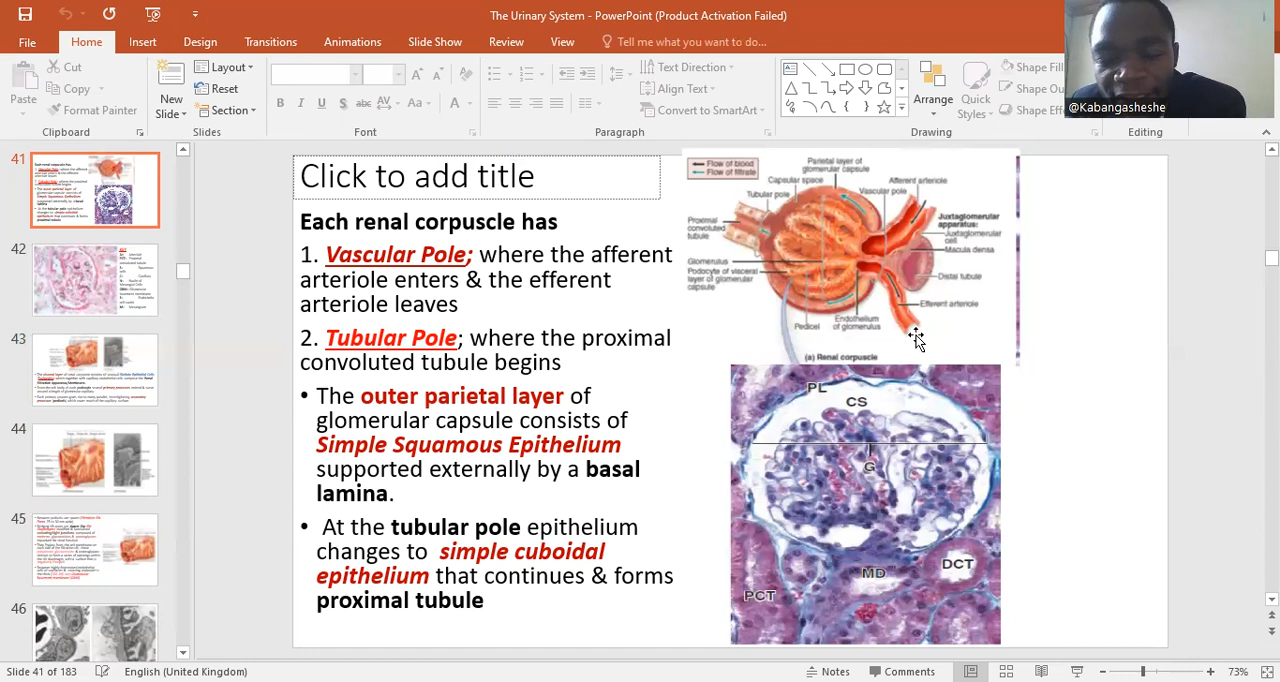 The Urinary System - PowerPoint (Product Activation Failed)
File Home Insert Design Transitions Animations Slide Show Review View Tell me what you want to do...
Paste
Cut
Copy
Format Painter
Clipboard
New
Slide
Layout
Reset
Section
Slides
B I U S abc AV Aa A
Font
Text Direction
Align Text
Convert to SmartArt
Paragraph
Arrange
Quick
Styles
Shape Fill
Shape Ou
Shape Effe
Drawing
Editing
@Kabangasheshe
41
42
43
44
45
46
Click to add title
Each renal corpuscle has
1. Vascular Pole; where the afferent
arteriole enters & the efferent
arteriole leaves
2. Tubular Pole; where the proximal
convoluted tubule begins
• The outer parietal layer of
glomerular capsule consists of
Simple Squamous Epithelium
supported externally by a basal
lamina.
• At the tubular pole epithelium
changes to simple cuboidal
epithelium that continues & forms
proximal tubule
Flow of blood
Flow of filtrate
Parietal layer of
glomerular capsule
Capsular space
Tubular pole
Vascular pole
Afferent arteriole
Proximal
convoluted
tubule
Juxtaglomerular
apparatus:
Juxtaglomerular
cell
Macula densa
Glomerulus
Podocyte of visceral
layer of glomerular
capsule
Distal tubule
Efferent arteriole
Pedicel
Endothelium
of glomerulus
(a) Renal corpuscle
PL
CS
G
MD
DCT
PCT
Slide 41 of 183 English (United Kingdom) Notes Comments 73%